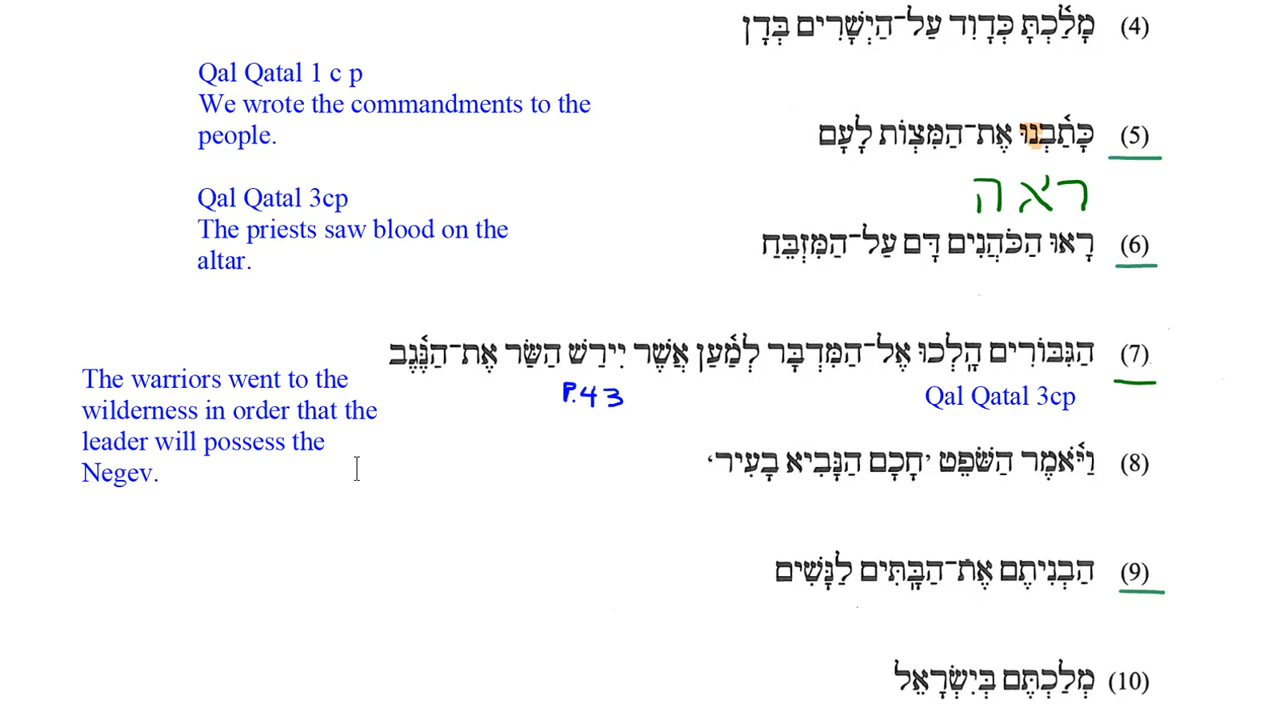 (4) מָלַ֫כְתָּ כְּדָוִד עַל־הַיְשָׁרִים בְּדָן
Qal Qatal 1 c p
We wrote the commandments to the
people.
(5) כָּתַ֫בְנוּ אֶת־הַמִּצְוֹת לָעָם
ראה
Qal Qatal 3cp
The priests saw blood on the
altar.
(6) רָאוּ הַכֹּהֲנִים דָּם עַל־הַמִּזְבֵּחַ
(7) הַגִּבּוֹרִים הָֽלְכוּ אֶל־הַמִּדְבָּר לְמַ֫עַן אֲשֶׁר יִירַשׁ הַשַּׂר אֶת־הַנֶּ֫גֶב
P.43
Qal Qatal 3cp
The warriors went to the
wilderness in order that the
leader will possess the
Negev.
(8) וַיֹּ֫אמֶר הַשֹּׁפֵט ‚חָכָם הַנָּבִיא בָּעִיר‘
(9) הַבְנִיתֶם אֶת־הַבָּֽתִּים לַנָּשִׁים
(10) מְלַכְתֶּם בְּיִשְׂרָאֵל